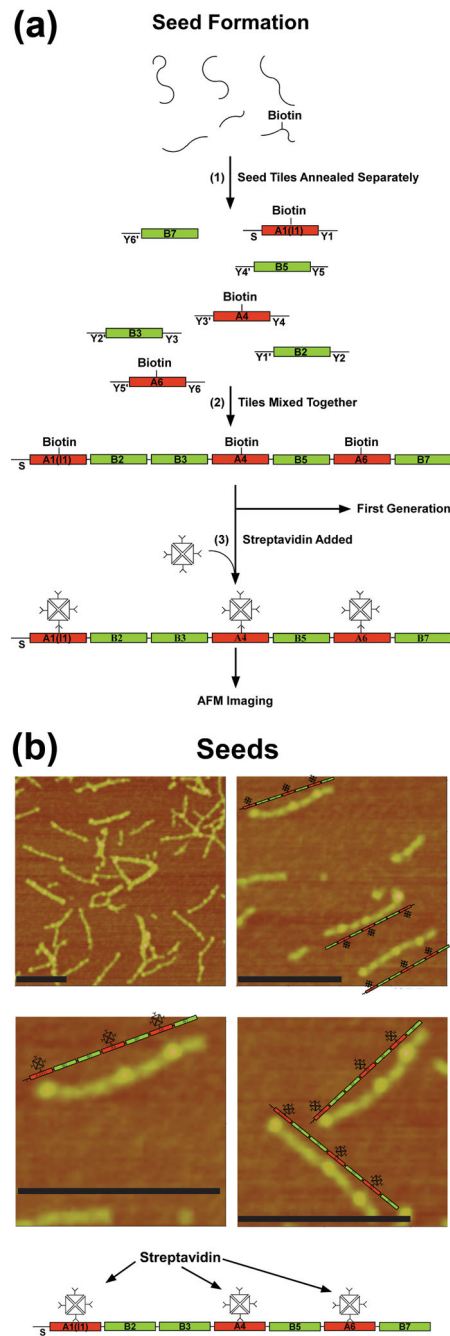 (a)
Seed Formation
Biotin
(1) Seed Tiles Annealed Separately
Biotin
Y6' B7 S A1(I1) Y1
Y4' B5 Y5
Biotin
Y3' A4 Y4
Y2' B3 Y3
Y1' B2 Y2
Biotin
Y5' A6 Y6
(2) Tiles Mixed Together
Biotin Biotin Biotin
S A1(I1) B2 B3 A4 B5 A6 B7
First Generation
(3) Streptavidin Added
S A1(I1) B2 B3 A4 B5 A6 B7
AFM Imaging
(b)
Seeds
Streptavidin
S A1(I1) B2 B3 A4 B5 A6 B7